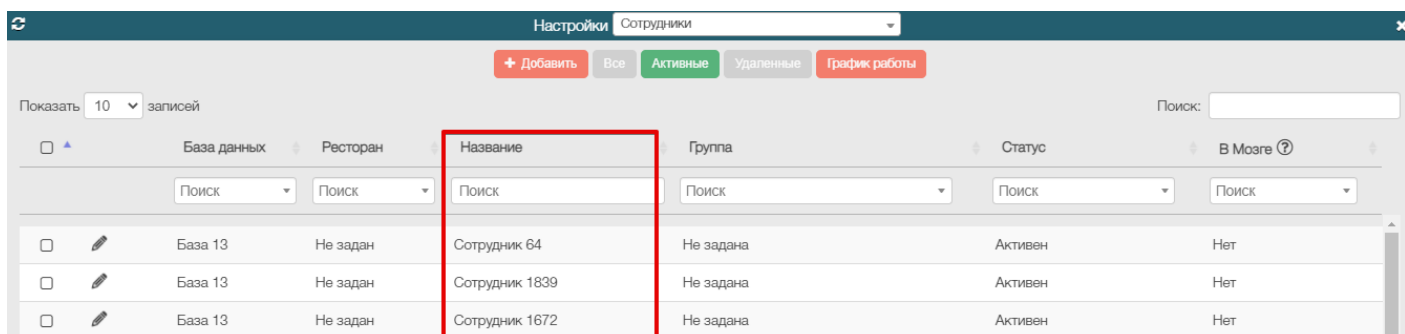 Настройки Сотрудники
+ Добавить Все Активные Удаленные График работы
Показать 10 записей Поиск:
База данных Ресторан Название Группа Статус В Мозге ?
Поиск Поиск Поиск Поиск Поиск Поиск
База 13 Не задан Сотрудник 64 Не задана Активен Нет
База 13 Не задан Сотрудник 1839 Не задана Активен Нет
База 13 Не задан Сотрудник 1672 Не задана Активен Нет